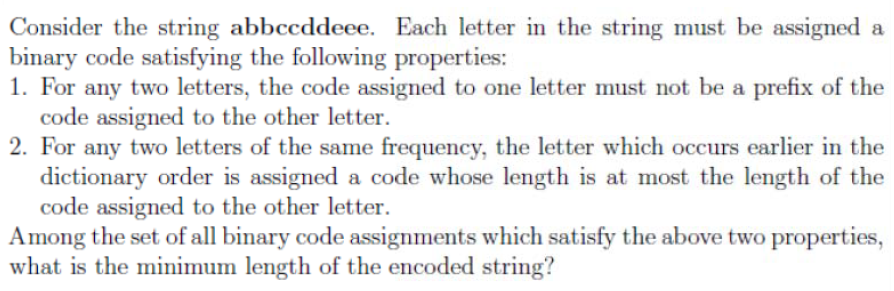 Consider the string abbccddeee. Each letter in the string must be assigned a
binary code satisfying the following properties:
1. For any two letters, the code assigned to one letter must not be a prefix of the
code assigned to the other letter.
2. For any two letters of the same frequency, the letter which occurs earlier in the
dictionary order is assigned a code whose length is at most the length of the
code assigned to the other letter.
Among the set of all binary code assignments which satisfy the above two properties,
what is the minimum length of the encoded string?